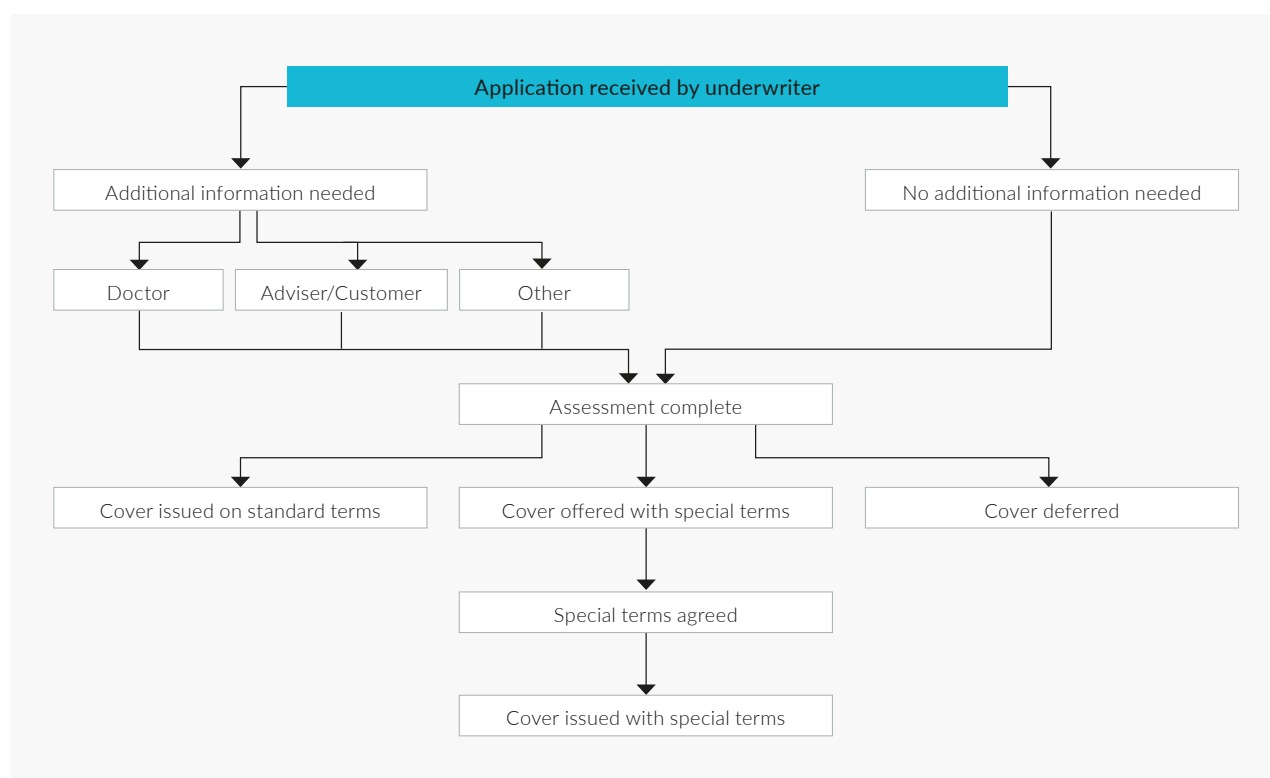 Application received by underwriter
Additional information needed
No additional information needed
Doctor
Adviser/Customer
Other
Assessment complete
Cover issued on standard terms
Cover offered with special terms
Cover deferred
Special terms agreed
Cover issued with special terms